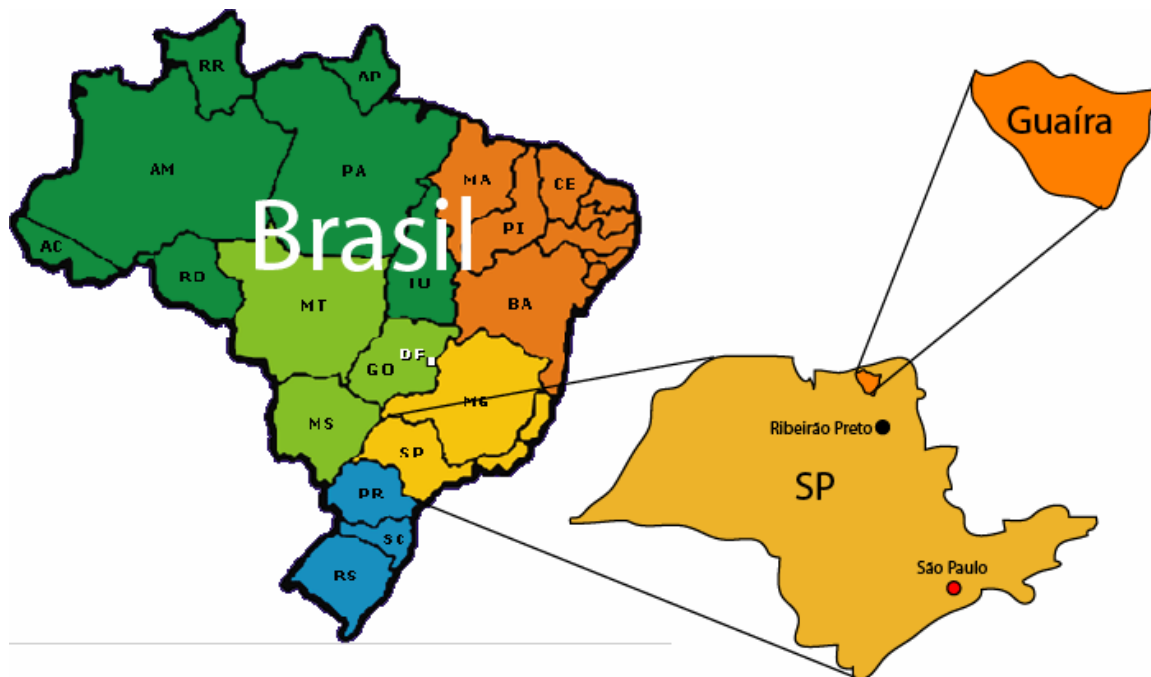 RR
AP
AM
PA
MA
CE
PI
Brasil
AC
RO
TO
MT
BA
DF
GO
MG
MS
SP
PR
SC
RS
Guaíra
Ribeirão Preto
SP
São Paulo